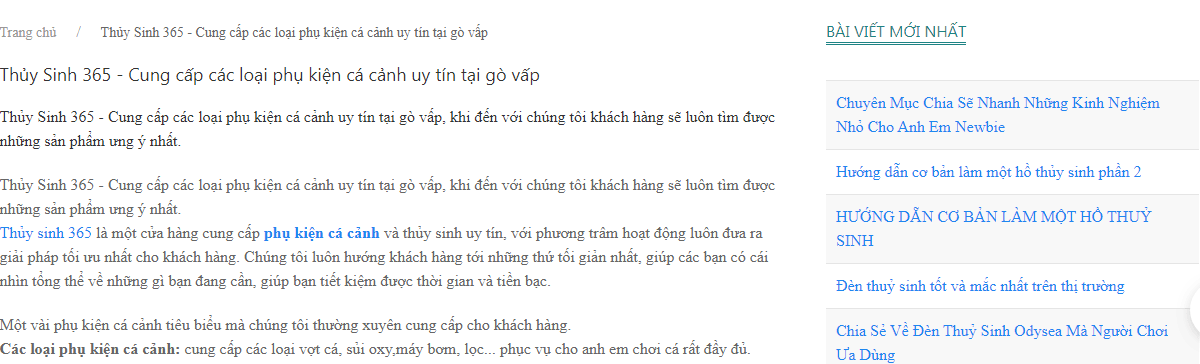 Trang chủ / Thủy Sinh 365 - Cung cấp các loại phụ kiện cá cảnh uy tín tại gò vấp
Thủy Sinh 365 - Cung cấp các loại phụ kiện cá cảnh uy tín tại gò vấp
Thủy Sinh 365 - Cung cấp các loại phụ kiện cá cảnh uy tín tại gò vấp, khi đến với chúng tôi khách hàng sẽ luôn tìm được
những sản phẩm ưng ý nhất.
Thủy Sinh 365 - Cung cấp các loại phụ kiện cá cảnh uy tín tại gò vấp, khi đến với chúng tôi khách hàng sẽ luôn tìm được
những sản phẩm ưng ý nhất.
Thủy sinh 365 là một cửa hàng cung cấp phụ kiện cá cảnh và thủy sinh uy tín, với phương trâm hoạt động luôn đưa ra
giải pháp tối ưu nhất cho khách hàng. Chúng tôi luôn hướng khách hàng tới những thứ tối giản nhất, giúp các bạn có cái
nhìn tổng thể về những gì bạn đang cần, giúp bạn tiết kiệm được thời gian và tiền bạc.
Một vài phụ kiện cá cảnh tiêu biểu mà chúng tôi thường xuyên cung cấp cho khách hàng.
Các loại phụ kiện cá cảnh: cung cấp các loại vợt cá, sủi oxy,máy bơm, lọc... phục vụ cho anh em chơi cá rất đầy đủ.
BÀI VIẾT MỚI NHẤT
Chuyên Mục Chia Sẽ Nhanh Những Kinh Nghiệm
Nhỏ Cho Anh Em Newbie
Hướng dẫn cơ bản làm một hồ thủy sinh phần 2
HƯỚNG DẪN CƠ BẢN LÀM MỘT HỒ THUỶ
SINH
Đèn thuỷ sinh tốt và mắc nhất trên thị trường
Chia Sẻ Về Đèn Thuỷ Sinh Odysea Mà Người Chơi
Ưa Dùng